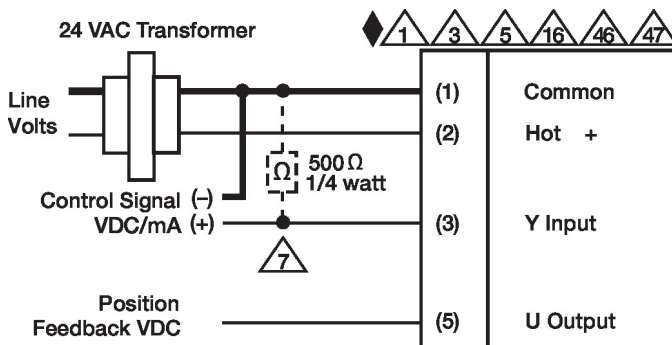 24 VAC Transformer
1 3 5 16 46 47
Line
Volts
(1) Common
(2) Hot +
Ω 500 Ω
1/4 watt
Control Signal (–)
VDC/mA (+)
(3) Y Input
7
Position
Feedback VDC
(5) U Output